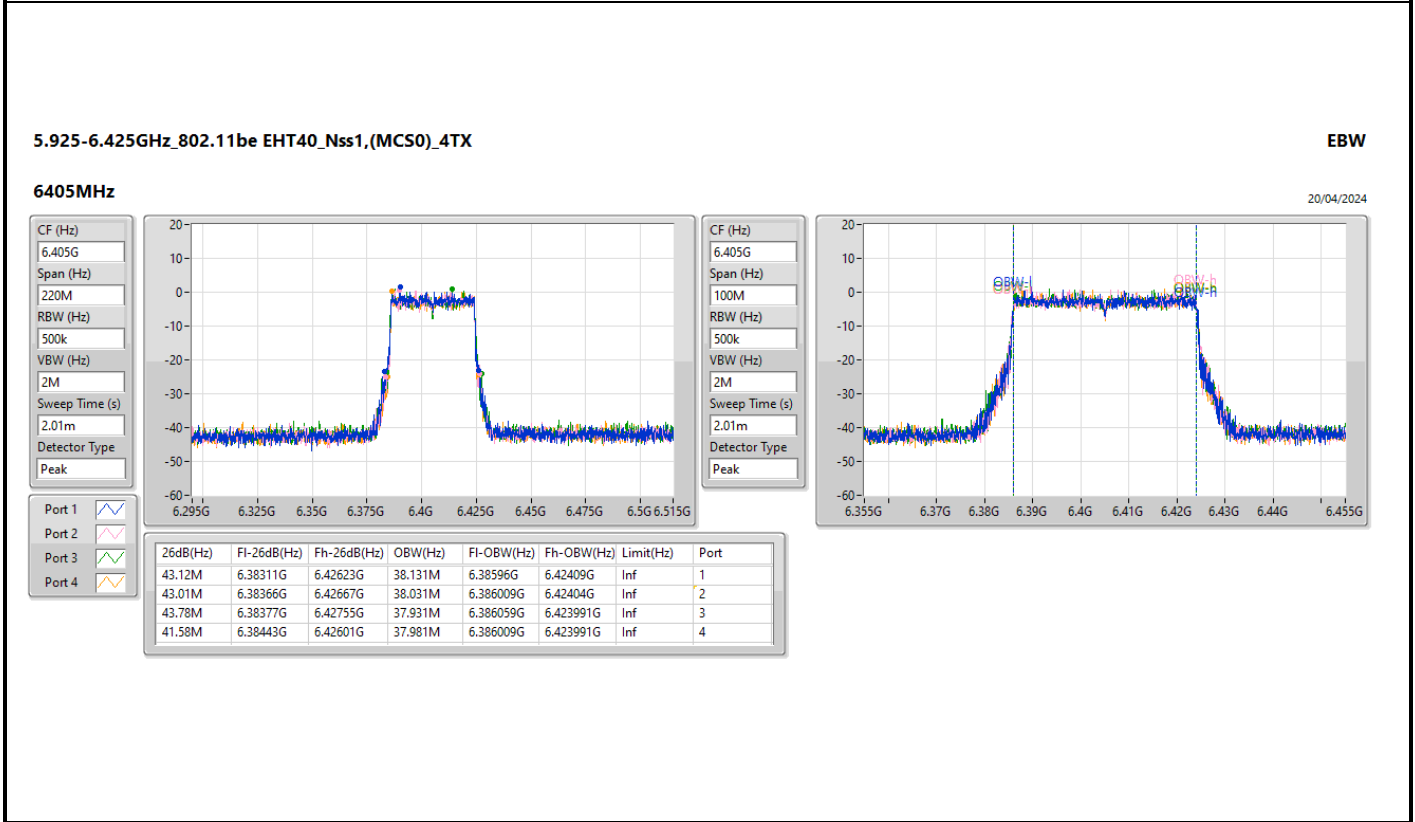 5.925-6.425GHz_802.11be EHT40_Nss1,(MCS0)_4TX
EBW
6405MHz
20/04/2024
CF (Hz)
6.405G
Span (Hz)
220M
RBW (Hz)
500k
VBW (Hz)
2M
Sweep Time (s)
2.01m
Detector Type
Peak
20
10
0
-10
-20
-30
-40
-50
-60
6.295G 6.325G 6.35G 6.375G 6.4G 6.425G 6.45G 6.475G 6.5G 6.515G
CF (Hz)
6.405G
Span (Hz)
100M
RBW (Hz)
500k
VBW (Hz)
2M
Sweep Time (s)
2.01m
Detector Type
Peak
20
10
0
-10
-20
-30
-40
-50
-60
OBW-l
OBW-h
OBW-h
6.355G 6.37G 6.38G 6.39G 6.4G 6.41G 6.42G 6.43G 6.44G 6.455G
Port 1
Port 2
Port 3
Port 4
26dB(Hz) Fl-26dB(Hz) Fh-26dB(Hz) OBW(Hz) Fl-OBW(Hz) Fh-OBW(Hz) Limit(Hz) Port
43.12M 6.38311G 6.42623G 38.131M 6.38596G 6.42409G Inf 1
43.01M 6.38366G 6.42667G 38.031M 6.386009G 6.42404G Inf 2
43.78M 6.38377G 6.42755G 37.931M 6.386059G 6.423991G Inf 3
41.58M 6.38443G 6.42601G 37.981M 6.386009G 6.423991G Inf 4